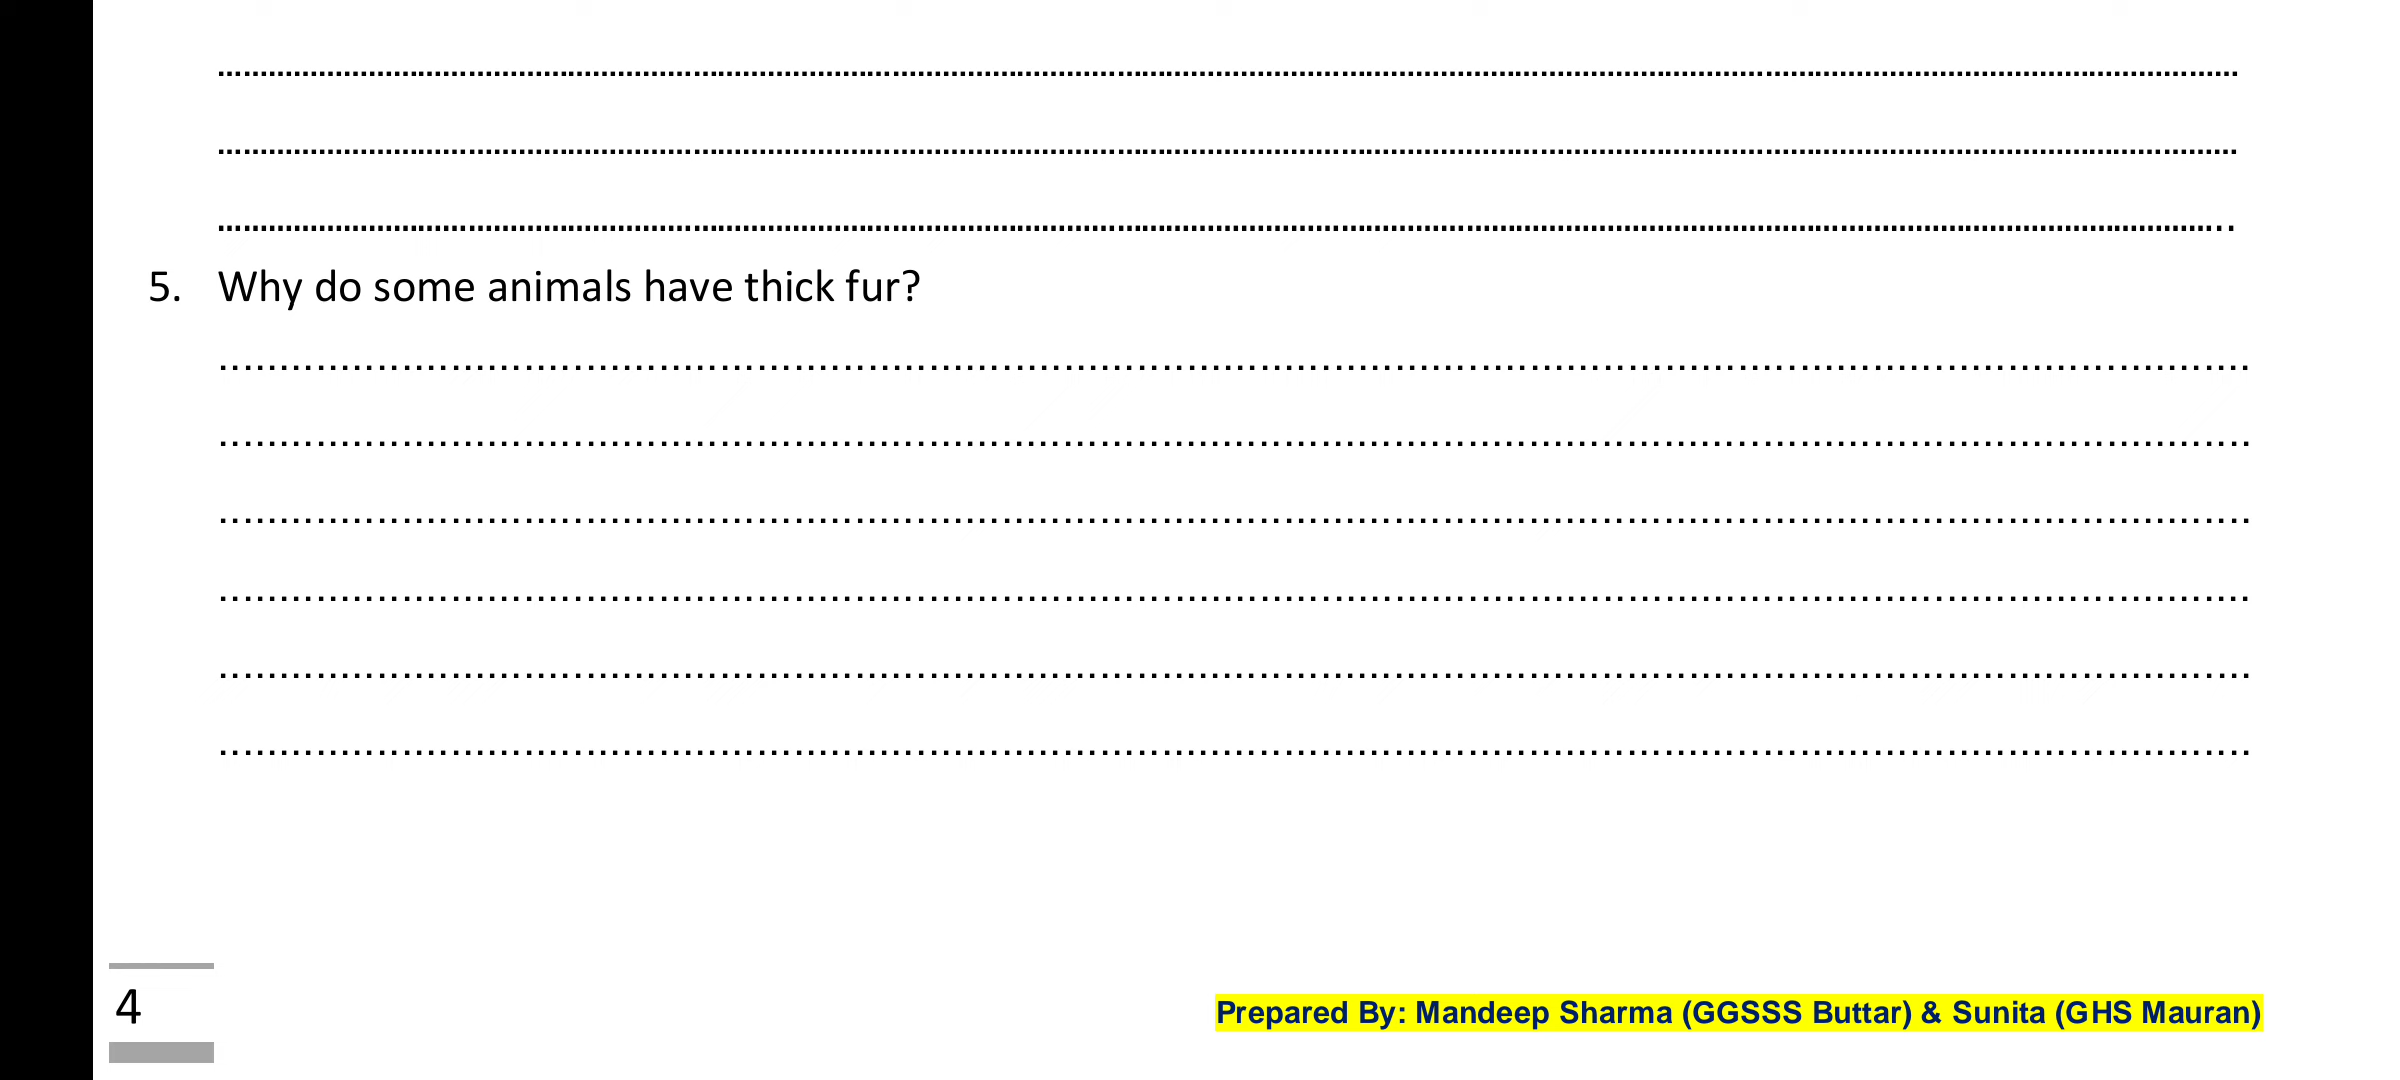 5. Why do some animals have thick fur?
4
Prepared By: Mandeep Sharma (GGSSS Buttar) & Sunita (GHS Mauran)